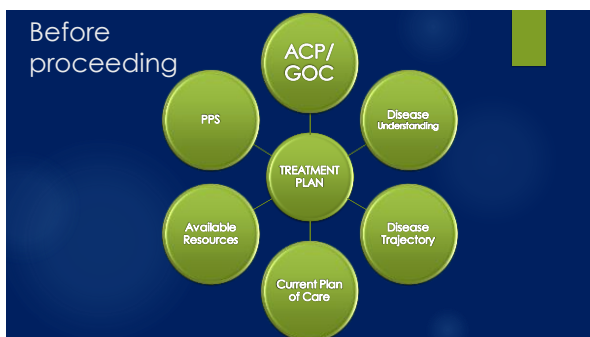 Before
proceeding
ACP/
GOC
Disease
Understanding
Disease
Trajectory
Current Plan
of Care
Available
Resources
PPS
TREATMENT
PLAN